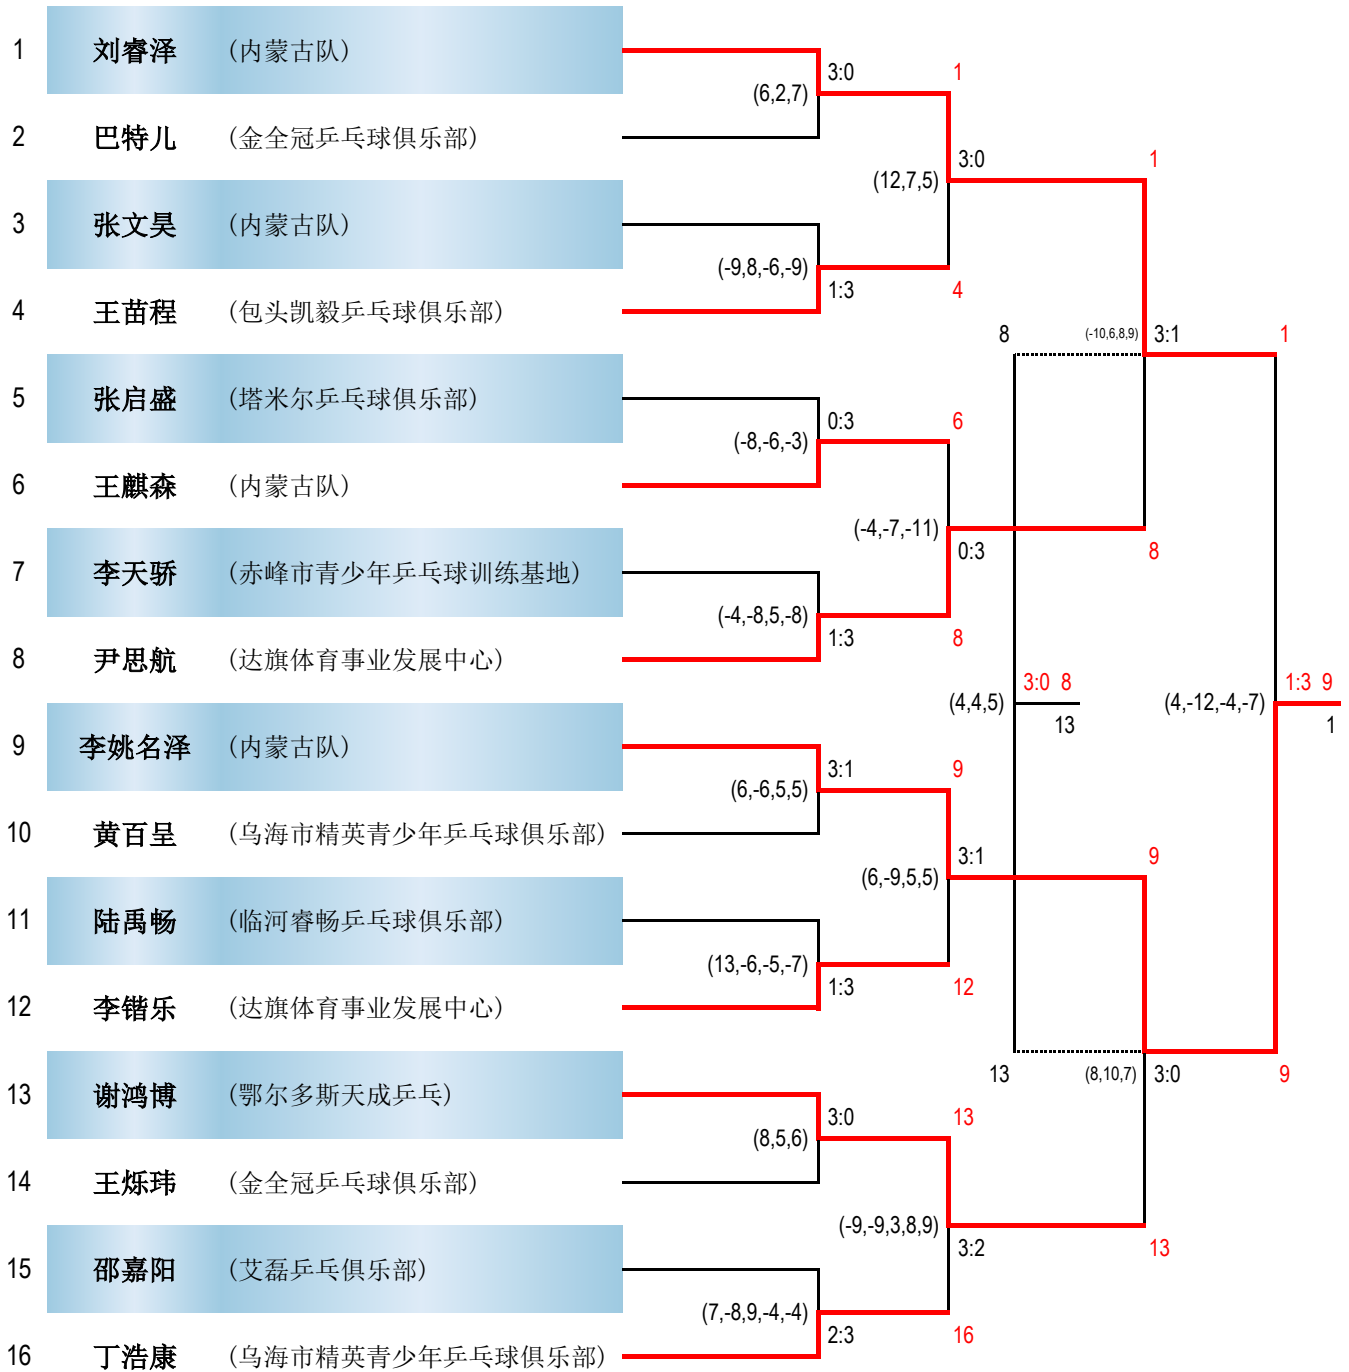 1 刘睿泽 (内蒙古队)
3:0 1
(6,2,7)
2 巴特儿 (金全冠乒乓球俱乐部)
3:0 1
(12,7,5)
3 张文昊 (内蒙古队)
(-9,8,-6,-9)
1:3 4
4 王苗程 (包头凯毅乒乓球俱乐部)
8 (-10,6,8,9) 3:1 1
5 张启盛 (塔米尔乒乓球俱乐部)
0:3 6
(-8,-6,-3)
6 王麒森 (内蒙古队)
(-4,-7,-11)
0:3 8
7 李天骄 (赤峰市青少年乒乓球训练基地)
(-4,-8,5,-8)
1:3 8
8 尹思航 (达旗体育事业发展中心)
3:0 8 1:3 9
(4,4,5) (4,-12,-4,-7)
13 1
9 李姚名泽 (内蒙古队)
3:1 9
(6,-6,5,5)
10 黄百呈 (乌海市精英青少年乒乓球俱乐部)
3:1 9
(6,-9,5,5)
11 陆禹畅 (临河睿畅乒乓球俱乐部)
(13,-6,-5,-7)
1:3 12
12 李锴乐 (达旗体育事业发展中心)
13 (8,10,7) 3:0 9
13 谢鸿博 (鄂尔多斯天成乒乓)
3:0 13
(8,5,6)
14 王烁玮 (金全冠乒乓球俱乐部)
(-9,-9,3,8,9)
3:2 13
15 邵嘉阳 (艾磊乒乓俱乐部)
(7,-8,9,-4,-4)
2:3 16
16 丁浩康 (乌海市精英青少年乒乓球俱乐部)